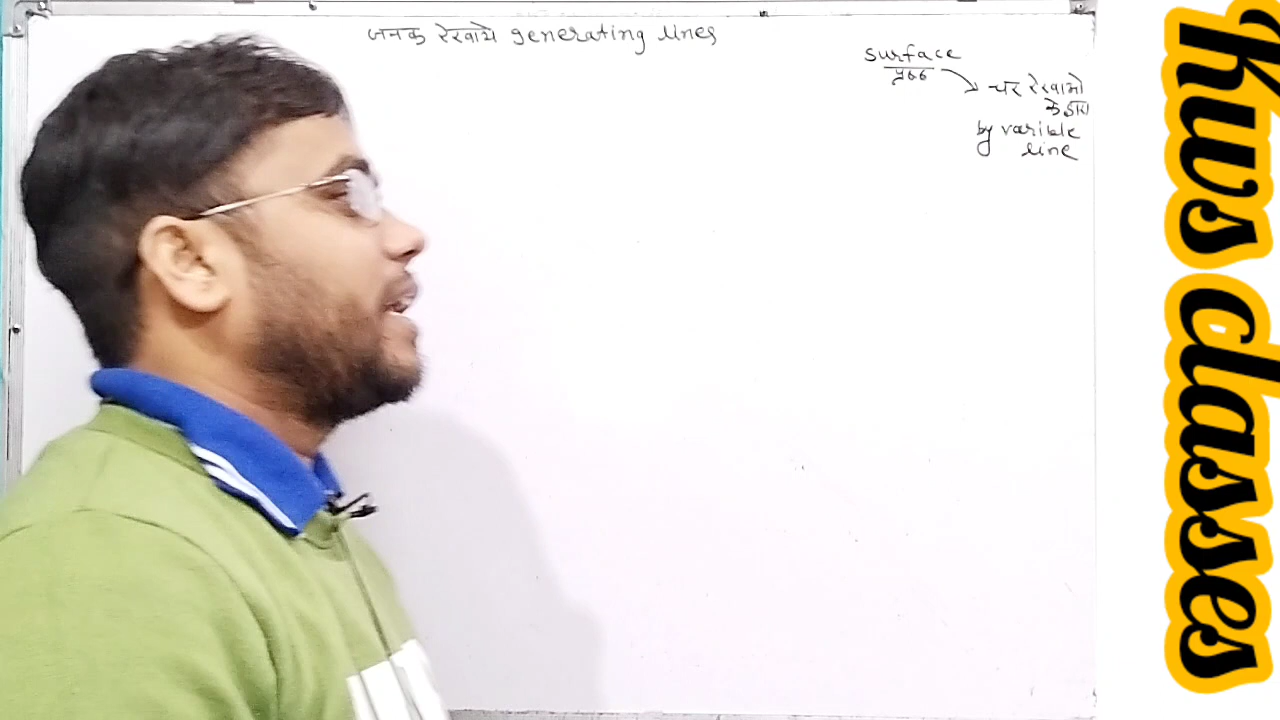 जनक रेखाये generating lines
surface
पृष्ठ
चर रेखाओ
के द्वारा
by varible
line
Kws classes